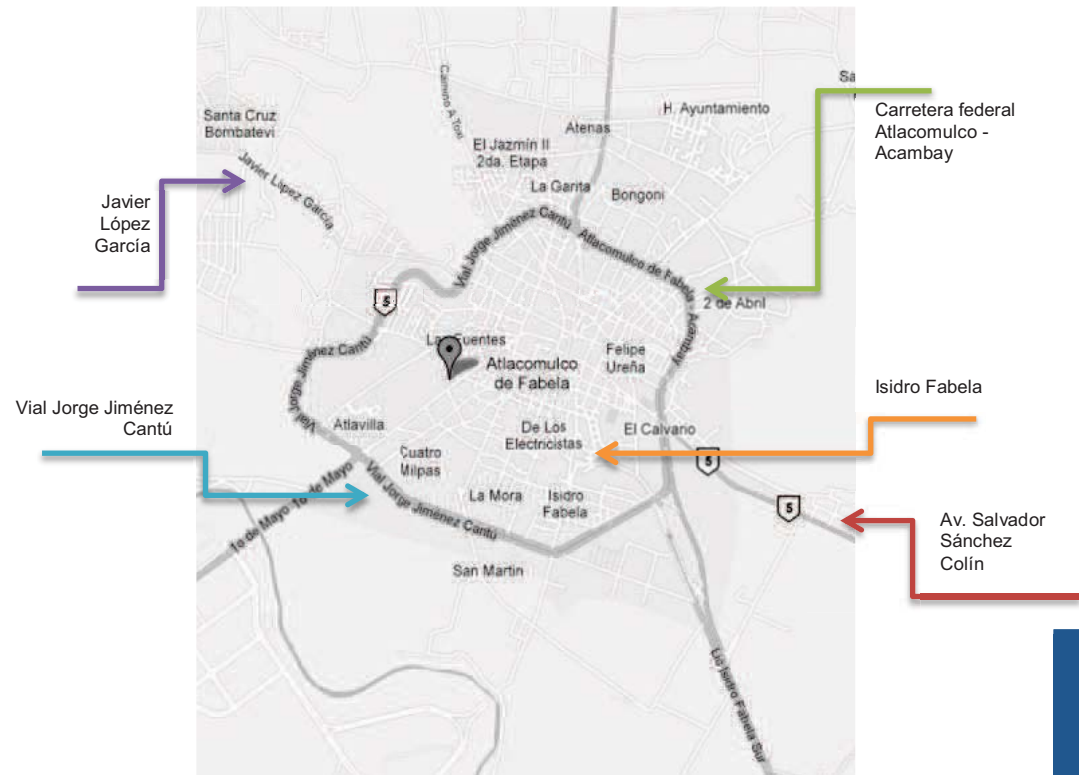 Carretera federal
Atlacomulco -
Acambay
Javier
López
García
Isidro Fabela
Vial Jorge Jiménez
Cantú
Av. Salvador
Sánchez
Colín
Sa
Santa Cruz
Bombatevi
Camino A Toxi
H. Ayuntamiento
Atenas
El Jazmín II
2da. Etapa
La Garita
Bongoni
Javier López García
Vial Jorge Jiménez Cantú
Atlacomulco de Fabela - Acambay
2 de Abril
5
Las Fuentes
Atlacomulco
de Fabela
Felipe
Ureña
Vial Jorge Jiménez Cantú
Atlavilla
De Los
Electricistas
El Calvario
Cuatro
Milpas
5
1o de Mayo 1o de Mayo
Vial Jorge Jiménez Cantú
La Mora
Isidro
Fabela
5
San Martin
Lic Isidro Fabela Sur